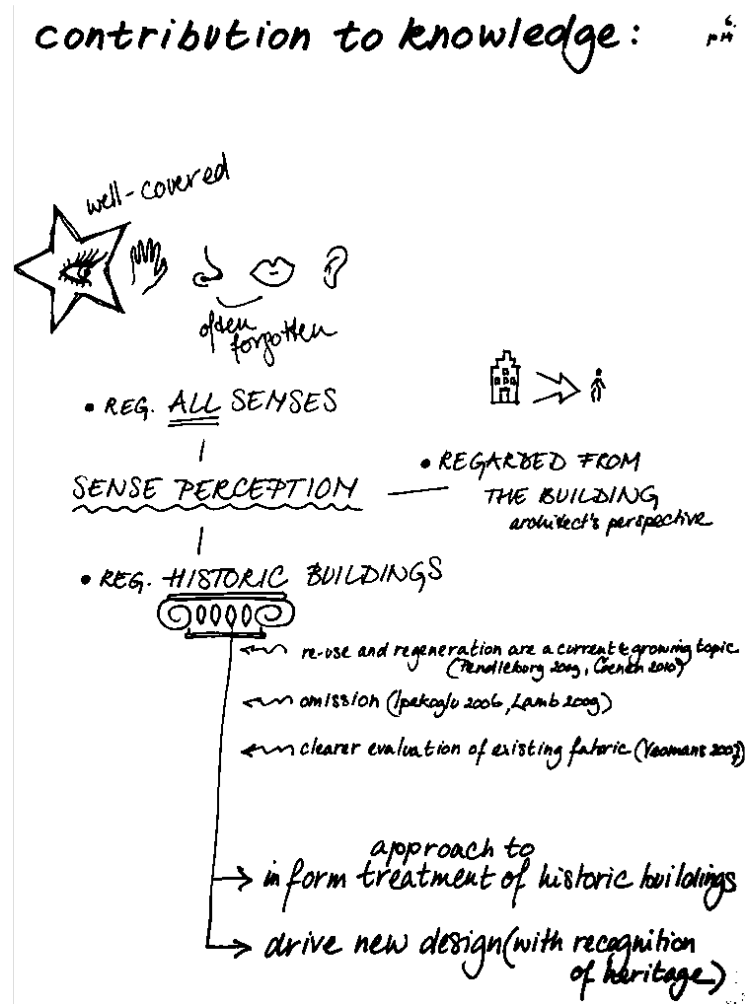 contribution to knowledge:
well-covered
often
forgotten
• REG. ALL SENSES
SENSE PERCEPTION
• REGARDED FROM
THE BUILDING
architect's perspective
• REG. HISTORIC BUILDINGS
re-use and regeneration are a current & growing topic
(Pendlebury 2009, 2010)
omission (Ipekoglu 2006, Lamb 2009)
clearer evaluation of existing fabric (Yeomans
approach to
inform treatment of historic buildings
drive new design (with recognition
of heritage)